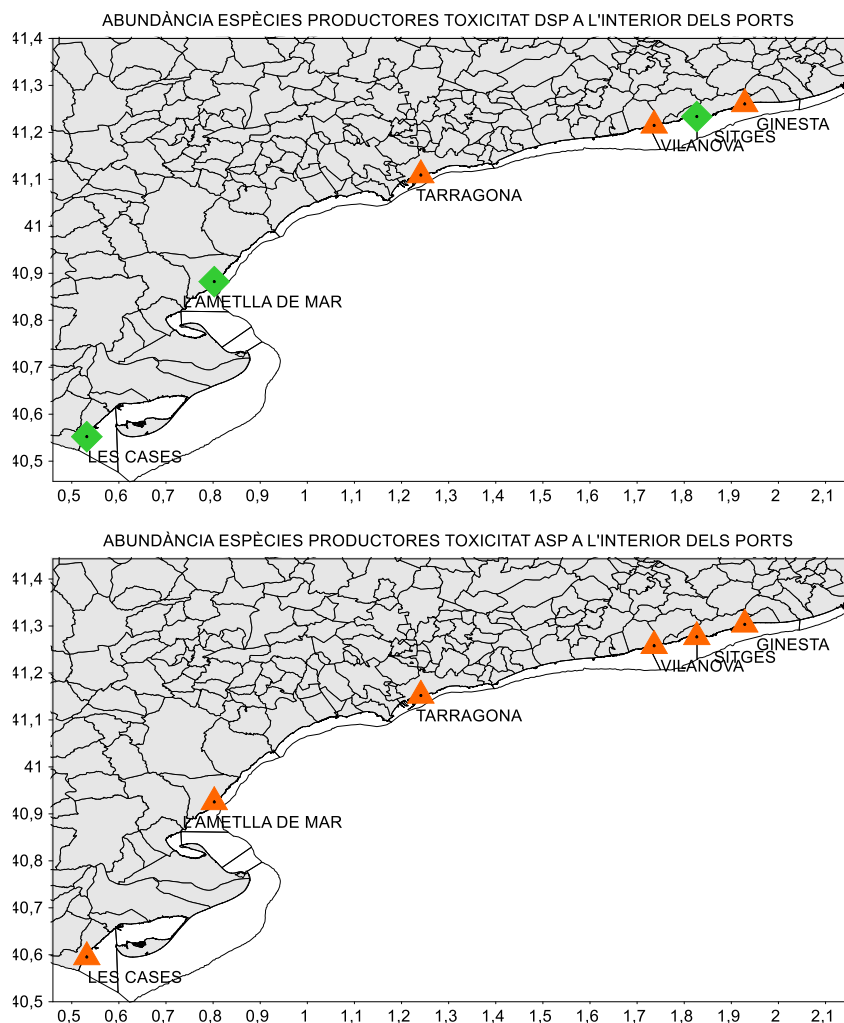 ABUNDÀNCIA ESPÈCIES PRODUCTORES TOXICITAT DSP A L'INTERIOR DELS PORTS
41,4
41,3
GINESTA
41,2
SITGES
VILANOVA
41,1
TARRAGONA
41
40,9
L'AMETLLA DE MAR
40,8
40,7
40,6
LES CASES
40,5
0,5 0,6 0,7 0,8 0,9 1 1,1 1,2 1,3 1,4 1,5 1,6 1,7 1,8 1,9 2 2,1
ABUNDÀNCIA ESPÈCIES PRODUCTORES TOXICITAT ASP A L'INTERIOR DELS PORTS
41,4
41,3
GINESTA
SITGES
VILANOVA
41,2
41,1
TARRAGONA
41
40,9
L'AMETLLA DE MAR
40,8
40,7
40,6
LES CASES
40,5
0,5 0,6 0,7 0,8 0,9 1 1,1 1,2 1,3 1,4 1,5 1,6 1,7 1,8 1,9 2 2,1